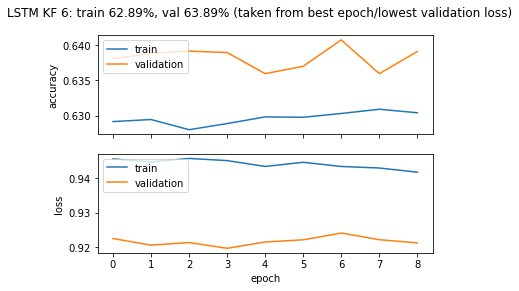 LSTM KF 6: train 62.89%, val 63.89% (taken from best epoch/lowest validation loss)
0.640
0.635
0.630
accuracy
train
validation
0.94
0.93
0.92
loss
train
validation
0 1 2 3 4 5 6 7 8
epoch